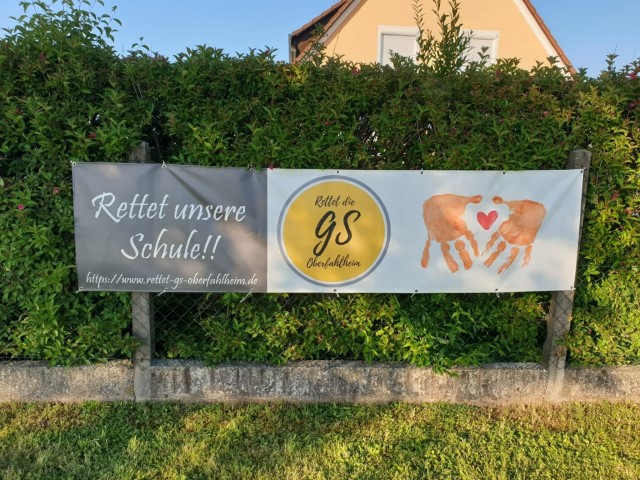 Rettet unsere
Schule!!
https://www.rettet-gs-oberfahlheim.de
Rettet die
GS
Oberfahlheim